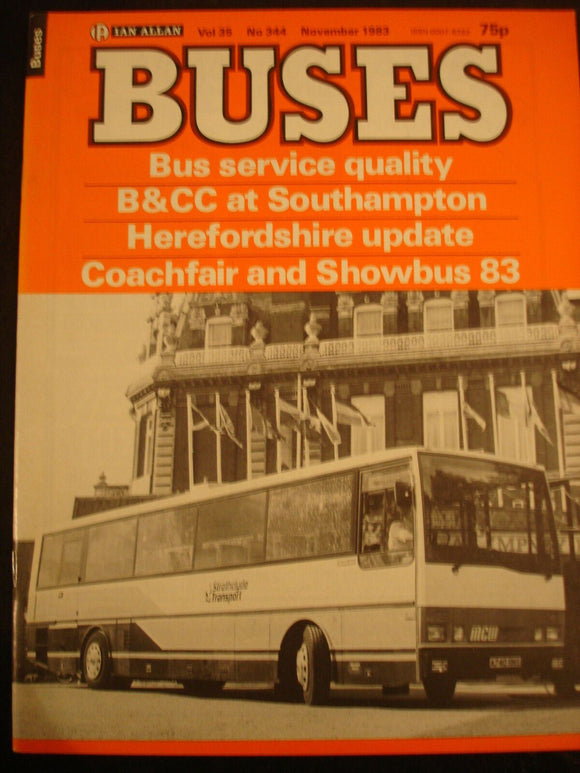 Buses
IAN ALLAN Vol 35 No 344 November 1983 75p
BUSES
Bus service quality
B&CC at Southampton
Herefordshire update
Coachfair and Showbus 83
Strathclyde
Transport
MCW